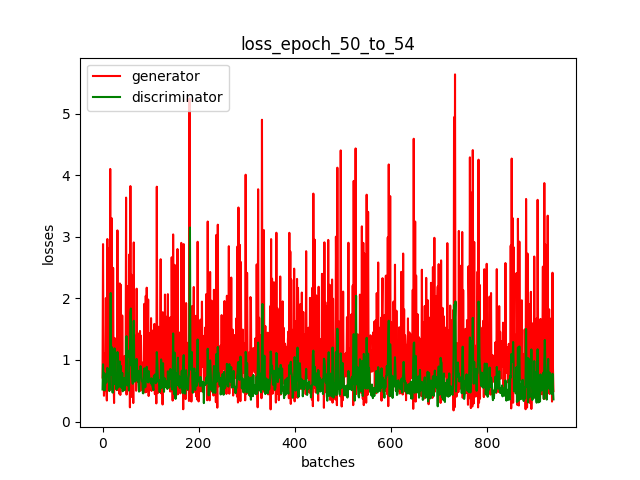 loss_epoch_50_to_54
generator
discriminator
losses
5
4
3
2
1
0
0 200 400 600 800
batches